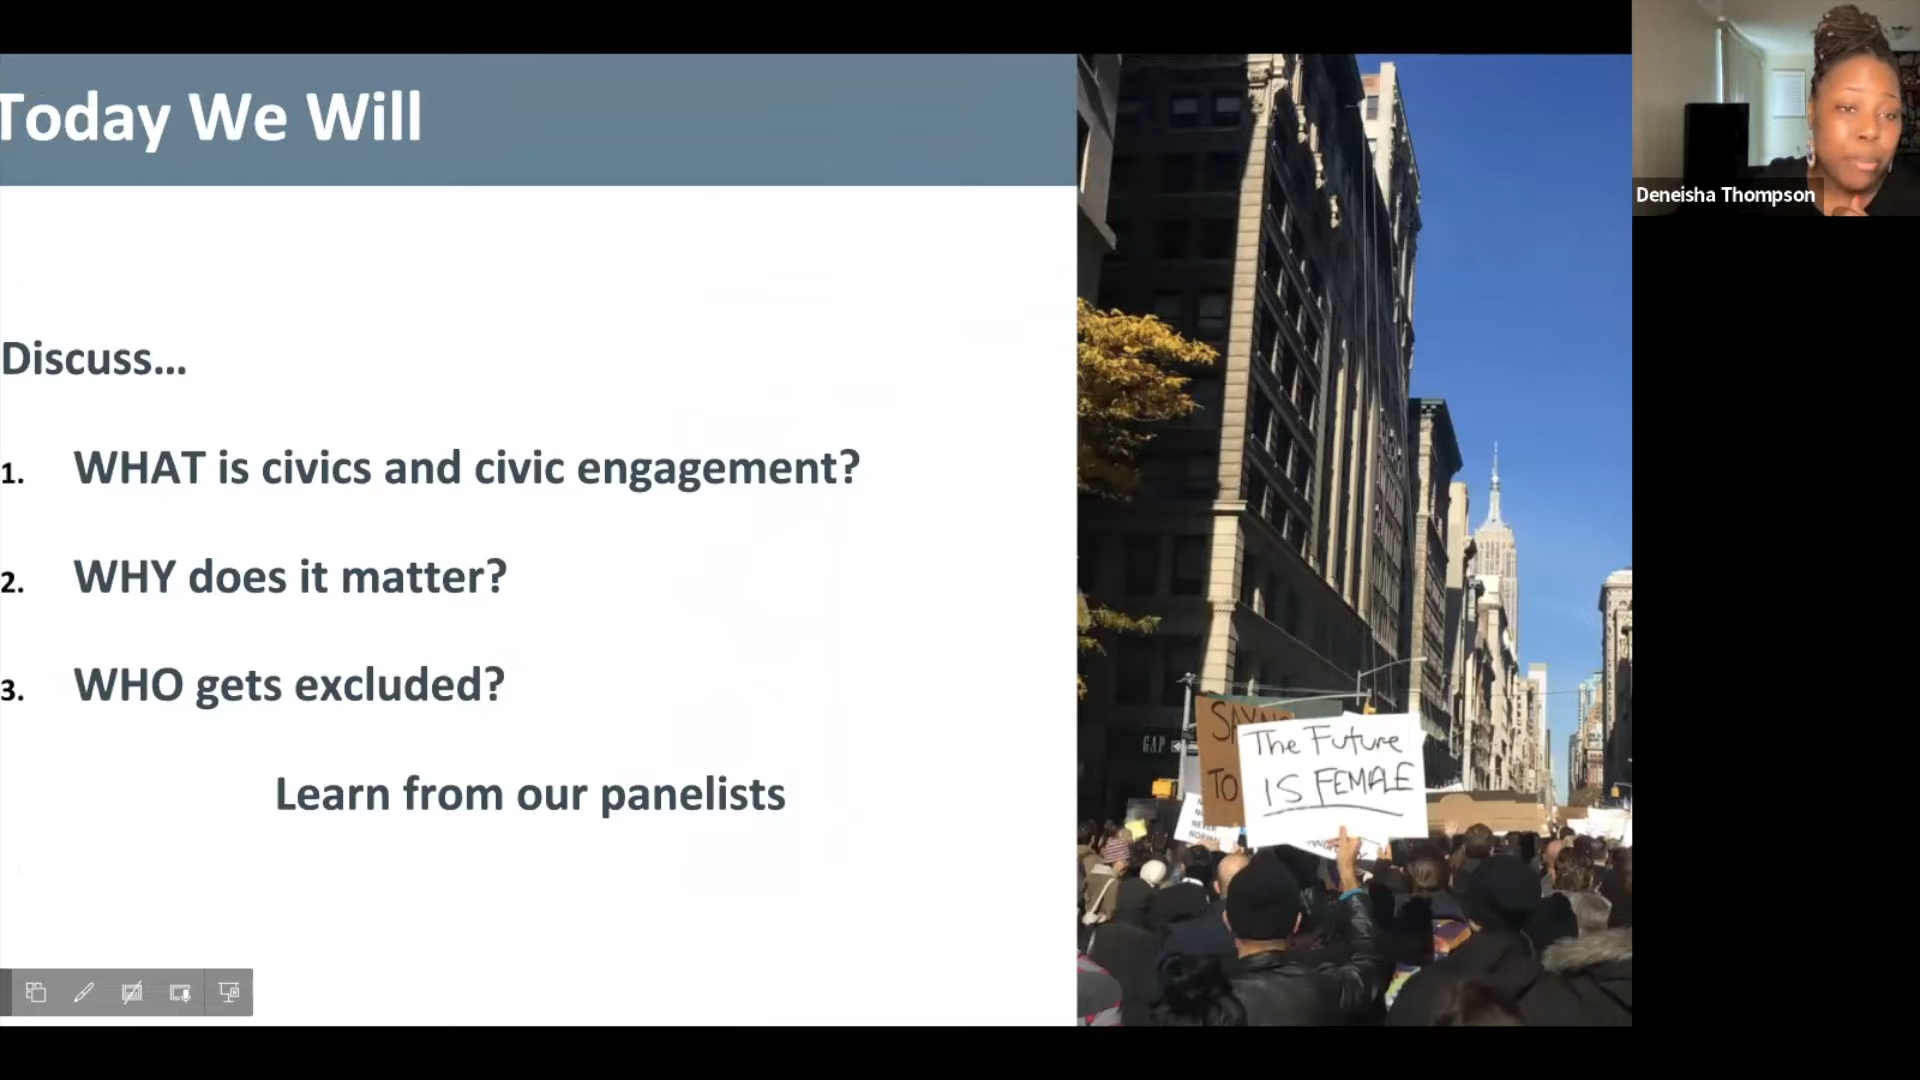 Today We Will
Deneisha Thompson
Discuss...
1. WHAT is civics and civic engagement?
2. WHY does it matter?
3. WHO gets excluded?
Learn from our panelists
GAP
TO
The Future
IS FEMALE